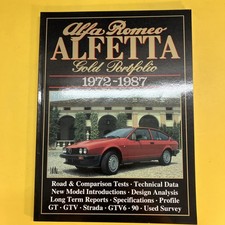 Alfa Romeo
ALFETTA
Gold Portfolio
1972-1987
Road & Comparison Tests · Technical Data
New Model Introductions · Design Analysis
Long Term Reports · Specifications · Profile
GT · GTV · Strada · GTV6 · 90 · Used Survey